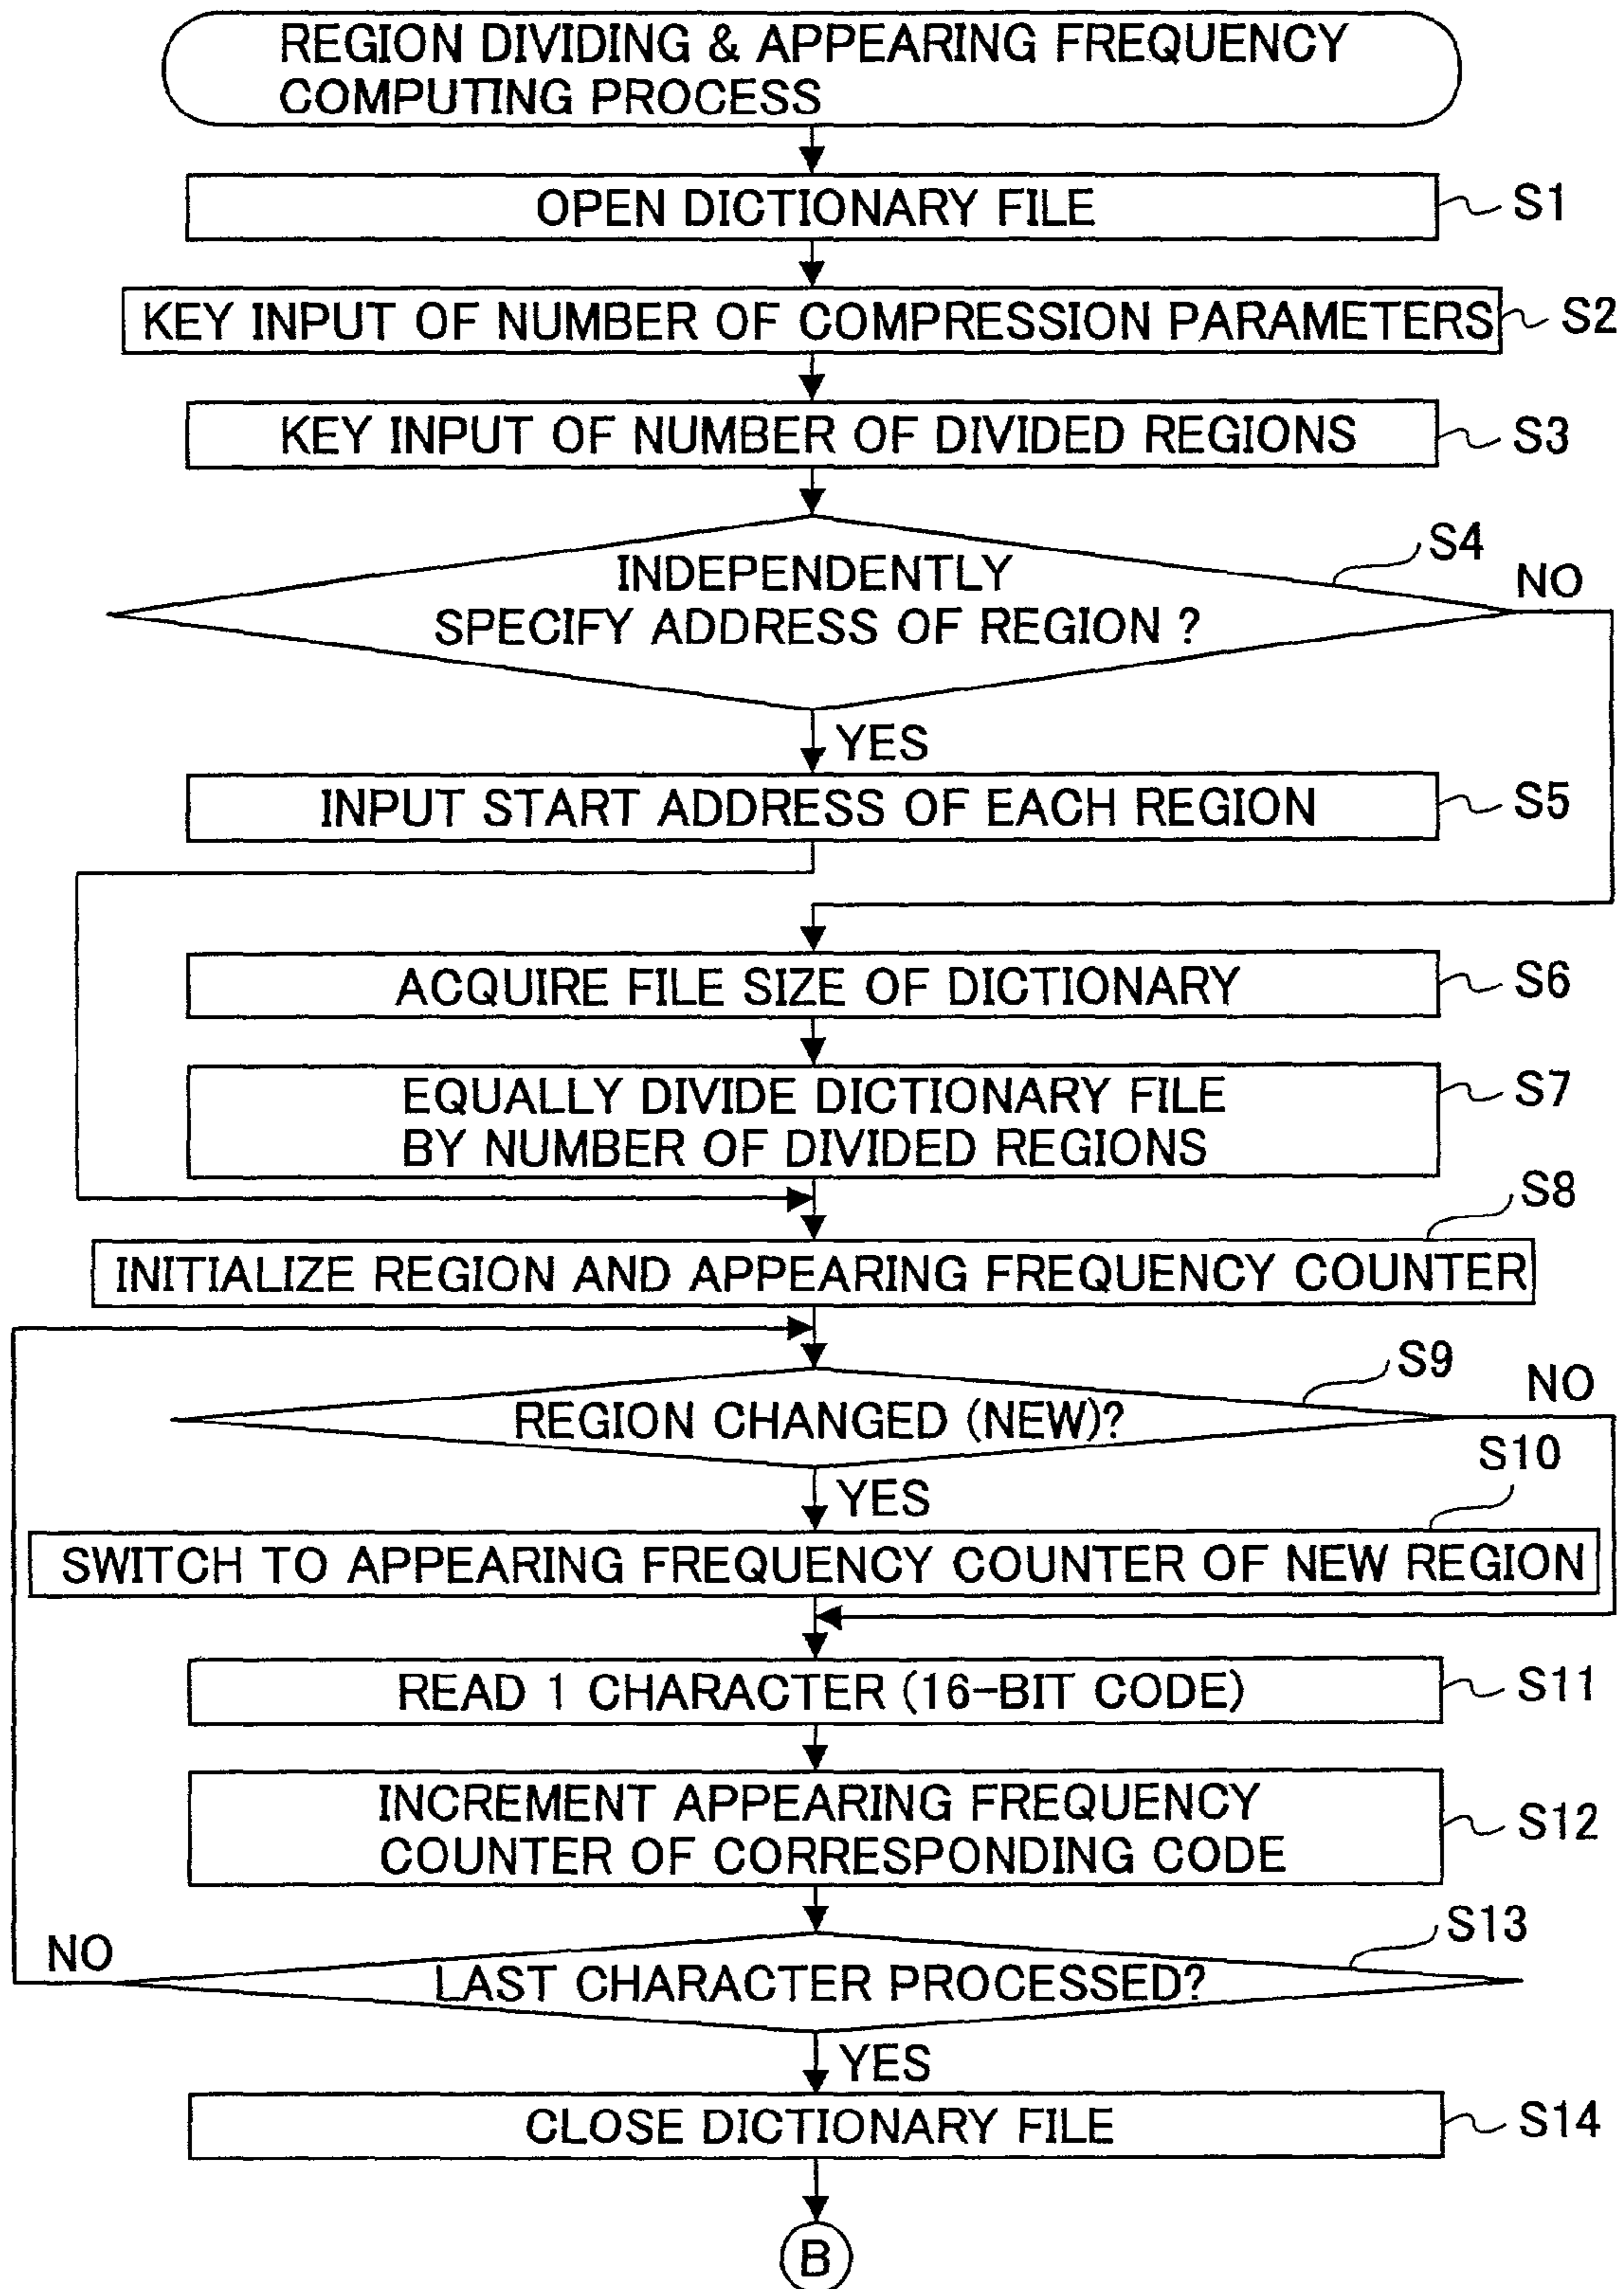 REGION DIVIDING & APPEARING FREQUENCY
COMPUTING PROCESS
OPEN DICTIONARY FILE
S1
KEY INPUT OF NUMBER OF COMPRESSION PARAMETERS
S2
KEY INPUT OF NUMBER OF DIVIDED REGIONS
S3
S4
INDEPENDENTLY
NO
SPECIFY ADDRESS OF REGION ?
YES
INPUT START ADDRESS OF EACH REGION
S5
ACQUIRE FILE SIZE OF DICTIONARY
S6
EQUALLY DIVIDE DICTIONARY FILE
S7
BY NUMBER OF DIVIDED REGIONS
S8
INITIALIZE REGION AND APPEARING FREQUENCY COUNTER
S9
NO
REGION CHANGED (NEW)?
S10
YES
SWITCH TO APPEARING FREQUENCY COUNTER OF NEW REGION
READ 1 CHARACTER (16-BIT CODE)
S11
INCREMENT APPEARING FREQUENCY
S12
COUNTER OF CORRESPONDING CODE
S13
NO
LAST CHARACTER PROCESSED?
YES
CLOSE DICTIONARY FILE
S14
B